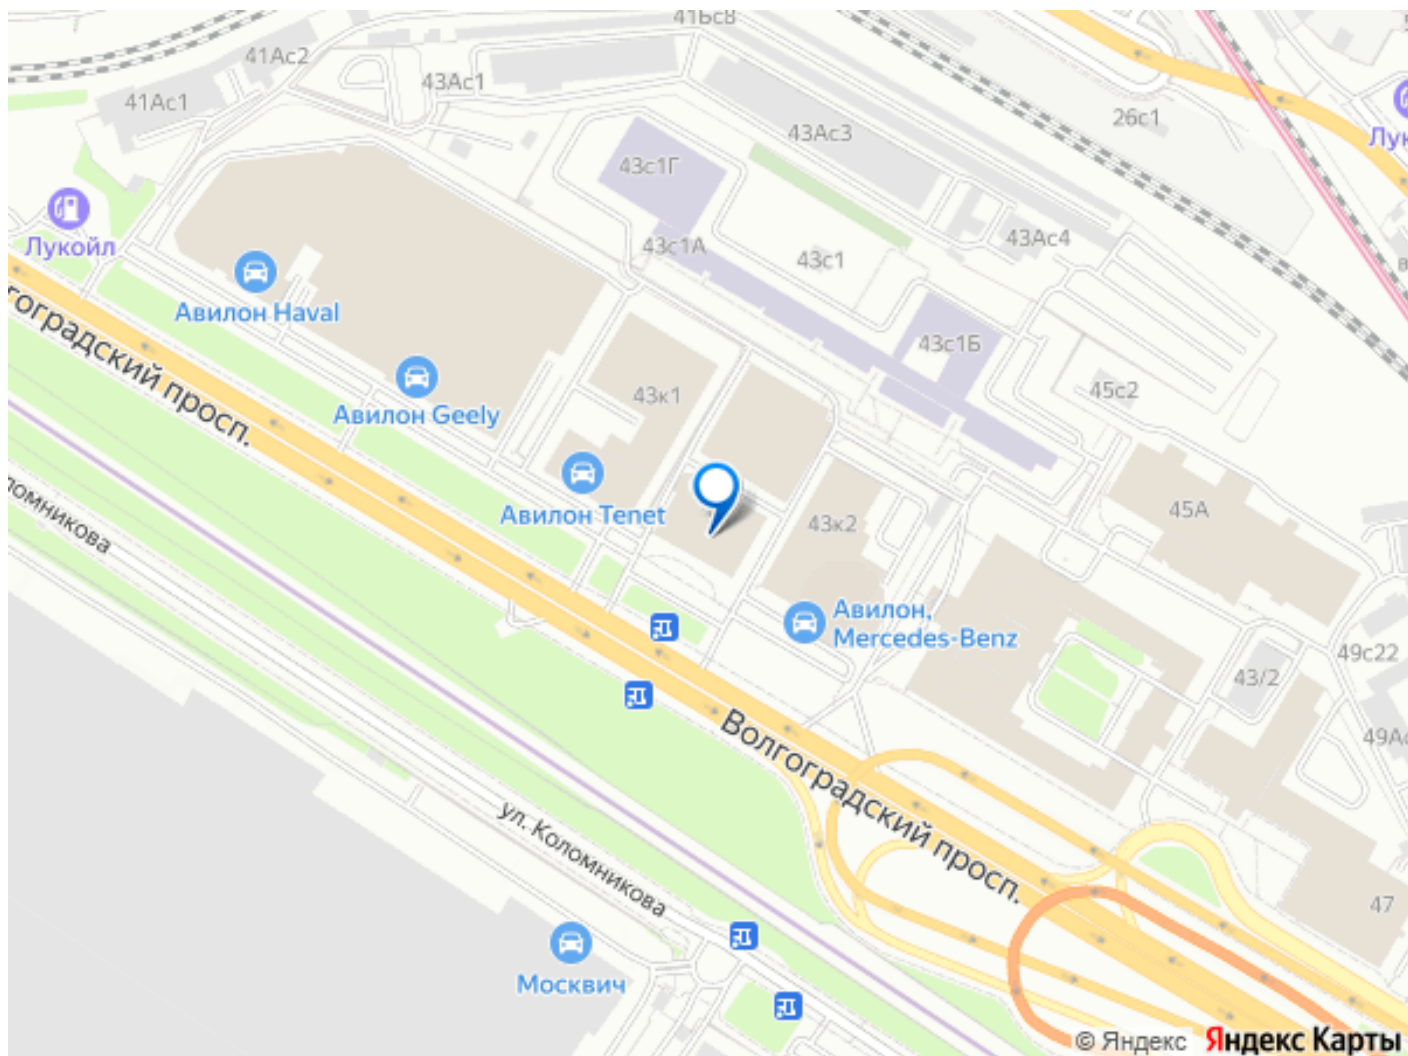 41Бс8
41Ас2
43Ас1
41Ас1
26с1
43Ас3
43с1Г
Лукойл
43с1А
43с1
43Ас4
Авилон Haval
43с1Б
43к1
45с2
Авилон Geely
Волгоградский просп.
Авилон Tenet
43к2
45А
Авилон,
Mercedes-Benz
49с22
43/2
Волгоградский просп.
ул. Коломникова
47
Москвич
© Яндекс
Яндекс Карты